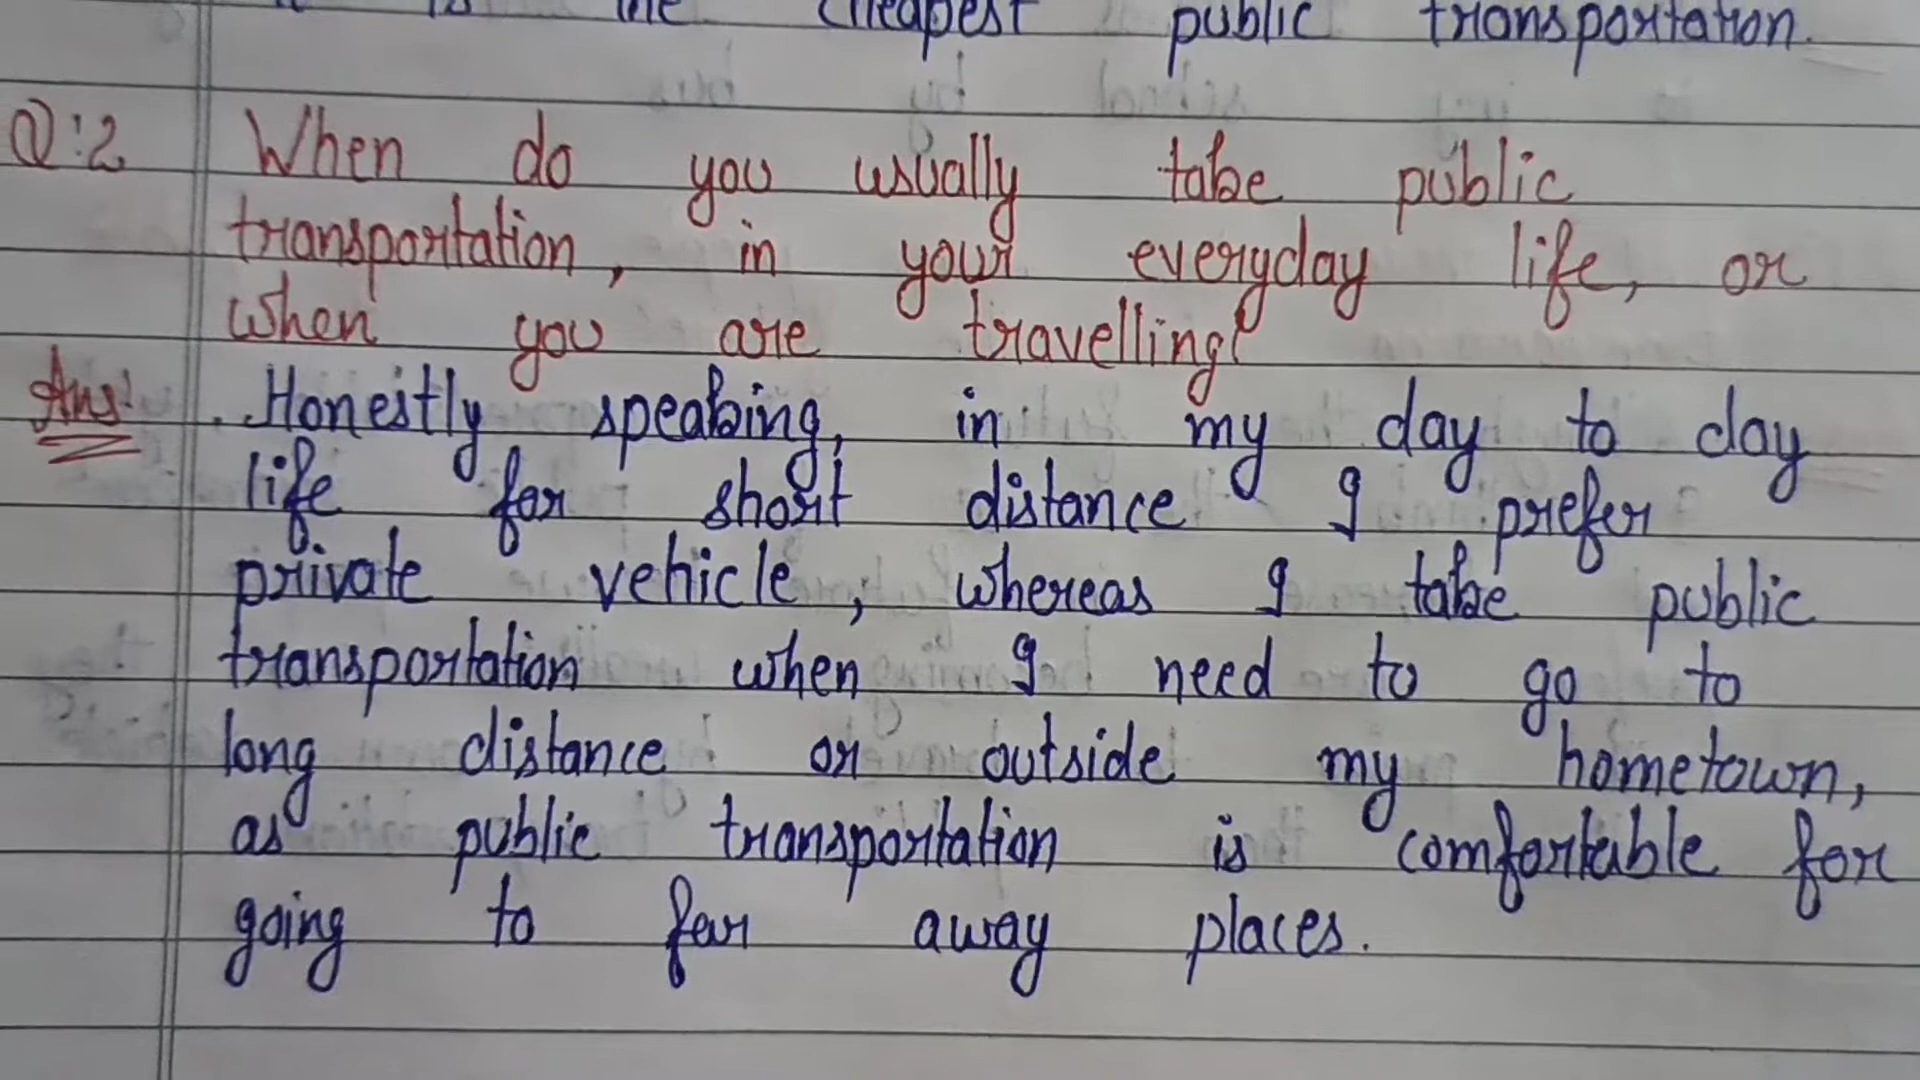 is the cheapest public transportation.
Q:2 When do you usually take public
transportation, in your everyday life, or
when you are travelling?
Ans: Honestly speaking, in my day to day
life for short distance I prefer
private vehicle, whereas I take public
transportation when I need to go to
long distance or outside my hometown,
as public transportation is comfortable for
going to far away places.